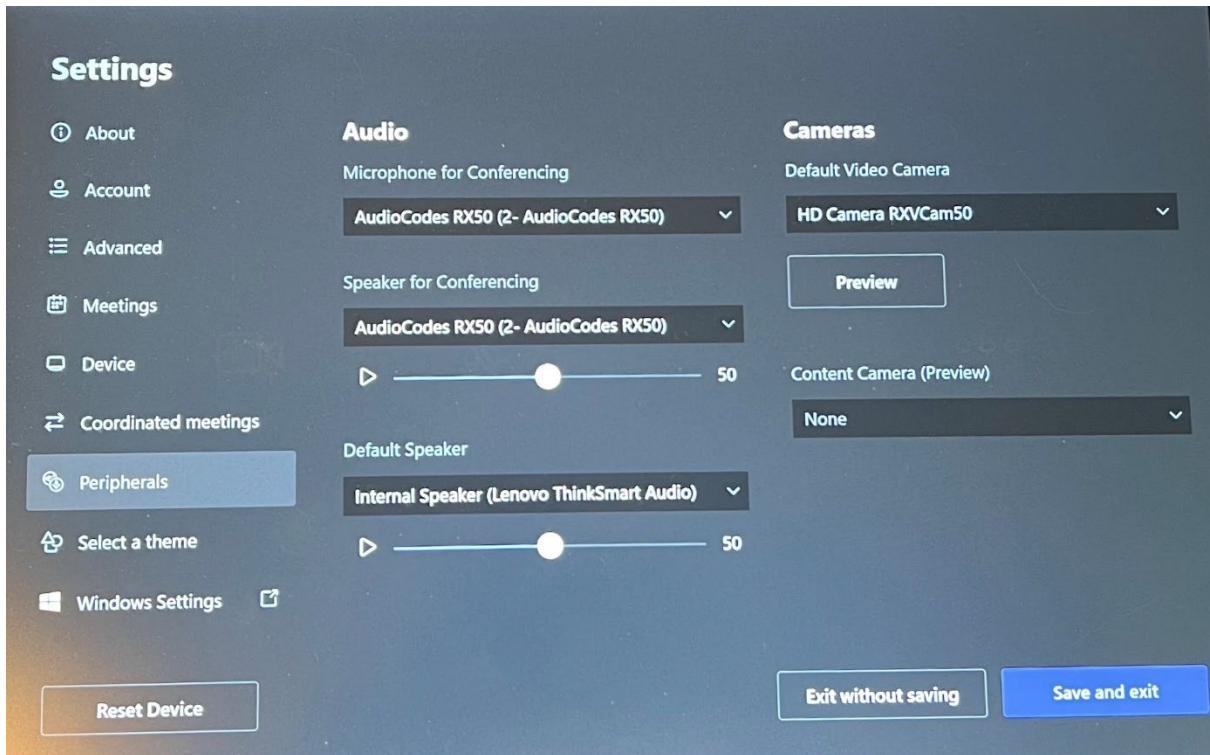 Settings
About
Account
Advanced
Meetings
Device
Coordinated meetings
Peripherals
Select a theme
Windows Settings
Reset Device
Audio
Microphone for Conferencing
AudioCodes RX50 (2- AudioCodes RX50)
Speaker for Conferencing
AudioCodes RX50 (2- AudioCodes RX50)
50
Default Speaker
Internal Speaker (Lenovo ThinkSmart Audio)
50
Cameras
Default Video Camera
HD Camera RXVCam50
Preview
Content Camera (Preview)
None
Exit without saving
Save and exit